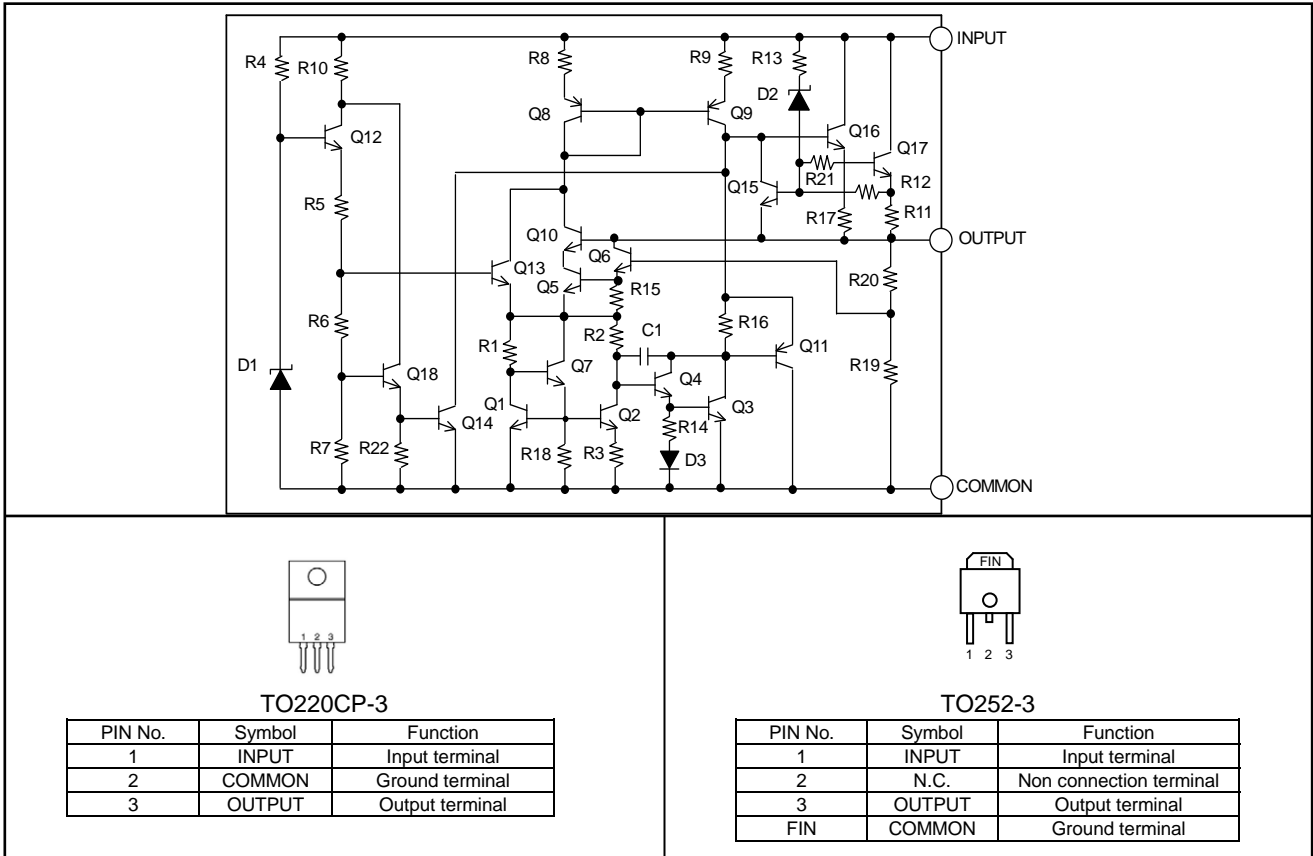 INPUT
R4
R10
R8
R9
R13
D2
Q8
Q9
Q12
Q16
Q17
R21
R12
Q15
R5
R17
R11
OUTPUT
Q10
Q6
Q13
Q5
R15
R20
R6
R2
C1
R16
R1
Q11
D1
Q7
R19
Q18
Q4
Q1
Q2
Q3
Q14
R14
R7
R22
R18
R3
D3
COMMON
1 2 3
TO220CP-3
PIN No. Symbol Function
1 INPUT Input terminal
2 COMMON Ground terminal
3 OUTPUT Output terminal
FIN
1 2 3
TO252-3
PIN No. Symbol Function
1 INPUT Input terminal
2 N.C. Non connection terminal
3 OUTPUT Output terminal
FIN COMMON Ground terminal